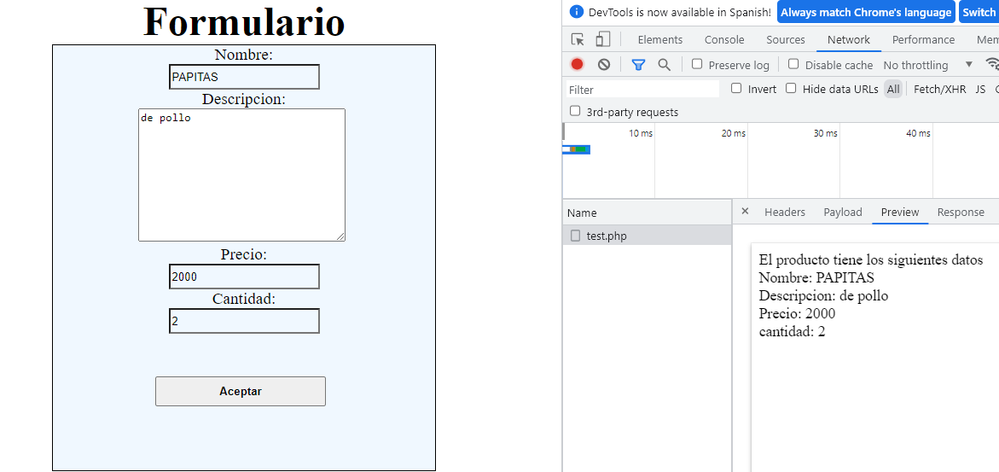 Formulario
Nombre:
PAPITAS
Descripcion:
de pollo
Precio:
2000
Cantidad:
2
Aceptar
DevTools is now available in Spanish! Always match Chrome's language Switch
Elements Console Sources Network Performance Mem
Preserve log Disable cache No throttling
Filter Invert Hide data URLs All Fetch/XHR JS
3rd-party requests
10 ms 20 ms 30 ms 40 ms
Name × Headers Payload Preview Response
test.php
El producto tiene los siguientes datos
Nombre: PAPITAS
Descripcion: de pollo
Precio: 2000
cantidad: 2